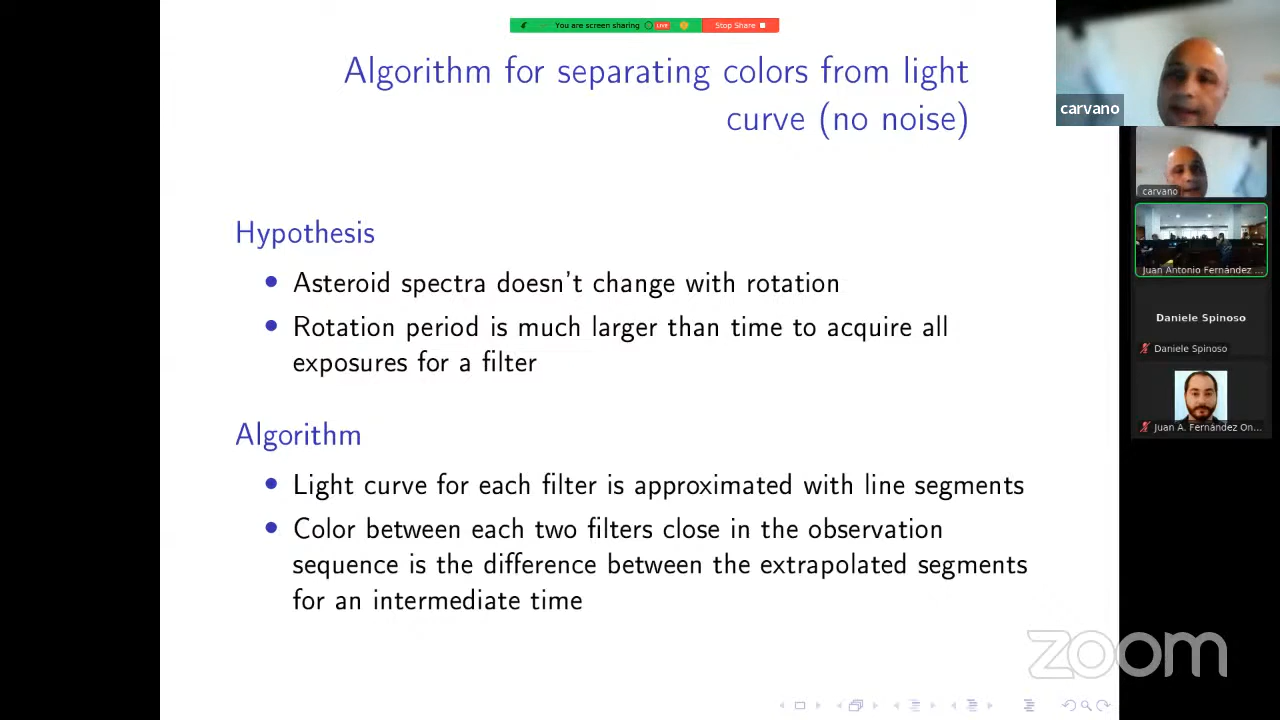 You are screen sharing LIVE Stop Share
Algorithm for separating colors from light
curve (no noise)
carvano
carvano
Juan Antonio Fernández ...
Daniele Spinoso
Daniele Spinoso
Juan A. Fernández On...
Hypothesis
Asteroid spectra doesn't change with rotation
Rotation period is much larger than time to acquire all
exposures for a filter
Algorithm
Light curve for each filter is approximated with line segments
Color between each two filters close in the observation
sequence is the difference between the extrapolated segments
for an intermediate time
zoom